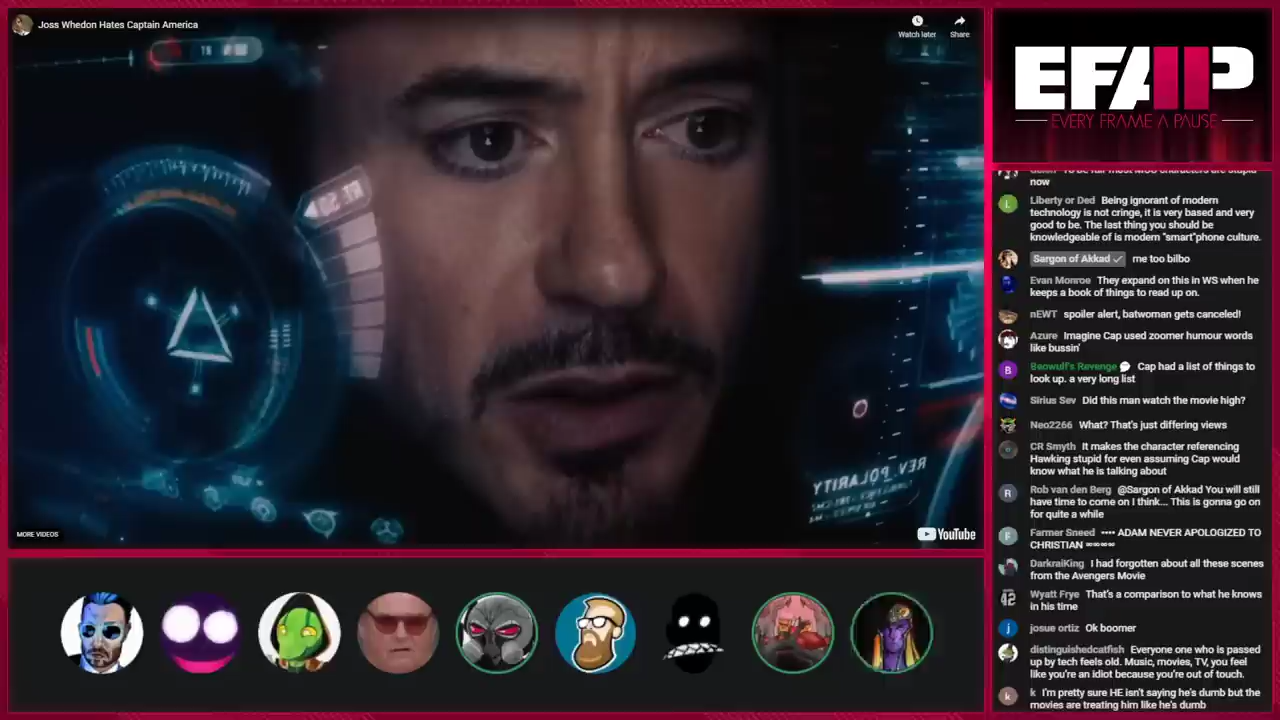 Joss Whedon Hates Captain America
Watch later
Share
REV POLARITY
MORE VIDEOS
YouTube
EFAP
EVERY FRAME A PAUSE
now
Liberty or Ded Being ignorant of modern
technology is not cringe, it is very based and very
good to be. The last thing you should be
knowledgeable of is modern "smart"phone culture.
Sargon of Akkad me too bilbo
Evan Monroe They expand on this in WS when he
keeps a book of things to read up on.
nEWT spoiler alert, batwoman gets canceled!
Azure Imagine Cap used zoomer humour words
like bussin'
Beowulf's Revenge Cap had a list of things to
look up. a very long list
Sirius Sev Did this man watch the movie high?
Neo2266 What? That's just differing views
CR Smyth It makes the character referencing
Hawking stupid for even assuming Cap would
know what he is talking about
Rob van den Berg @Sargon of Akkad You will still
have time to come on I think... This is gonna go on
for quite a while
Farmer Sneed •••• ADAM NEVER APOLOGIZED TO
CHRISTIAN
DarkraiKing I had forgotten about all these scenes
from the Avengers Movie
Wyatt Frye That's a comparison to what he knows
in his time
josue ortiz Ok boomer
distinguishedcatfish Everyone one who is passed
up by tech feels old. Music, movies, TV, you feel
like you're an idiot because you're out of touch.
k I'm pretty sure HE isn't saying he's dumb but the
movies are treating him like he's dumb